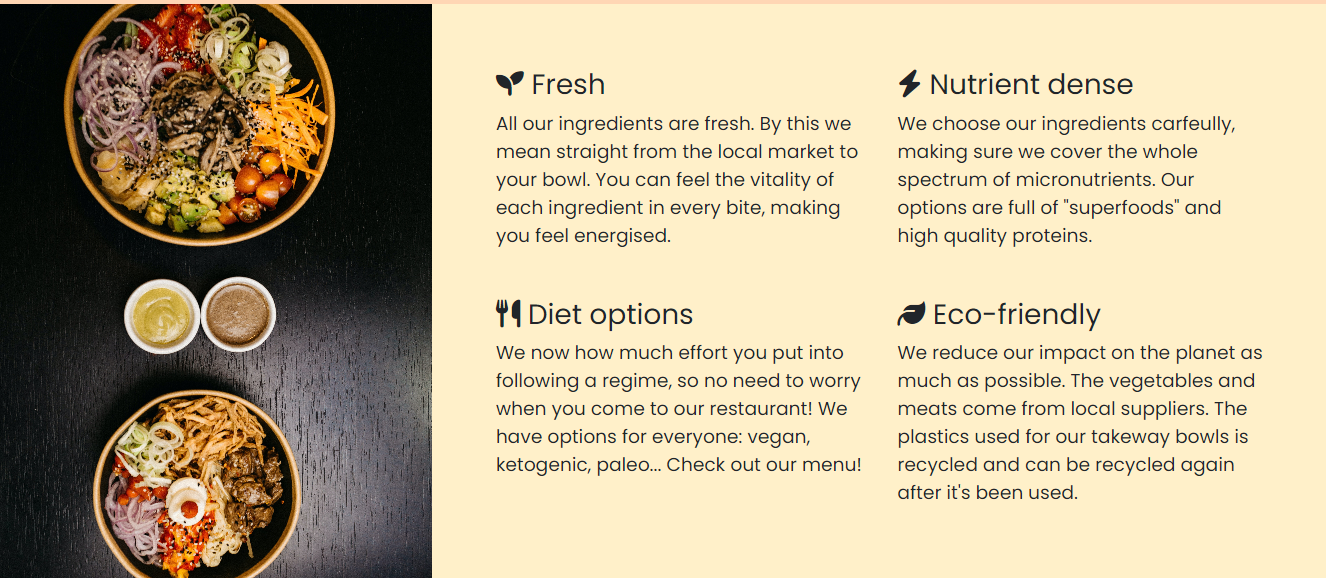 Fresh
All our ingredients are fresh. By this we
mean straight from the local market to
your bowl. You can feel the vitality of
each ingredient in every bite, making
you feel energised.
Nutrient dense
We choose our ingredients carfeully,
making sure we cover the whole
spectrum of micronutrients. Our
options are full of "superfoods" and
high quality proteins.
Diet options
We now how much effort you put into
following a regime, so no need to worry
when you come to our restaurant! We
have options for everyone: vegan,
ketogenic, paleo... Check out our menu!
Eco-friendly
We reduce our impact on the planet as
much as possible. The vegetables and
meats come from local suppliers. The
plastics used for our takeway bowls is
recycled and can be recycled again
after it's been used.